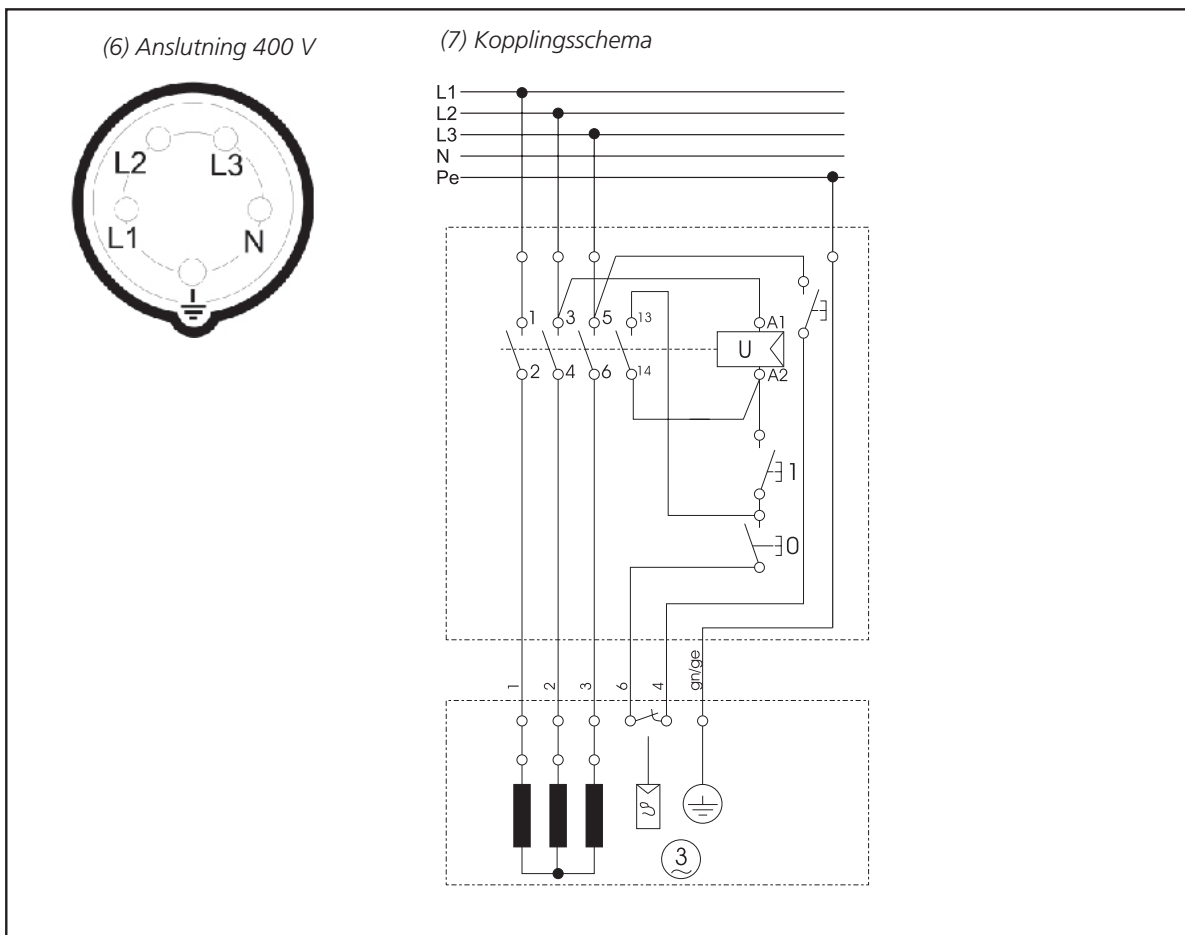 (6) Anslutning 400 V
L2 L3
L1 N
(7) Kopplingsschema
L1
L2
L3
N
Pe
1 3 5 13
A1
U
2 4 6 14
A2
1
0
1 2 3 6 4 gn/ge
3